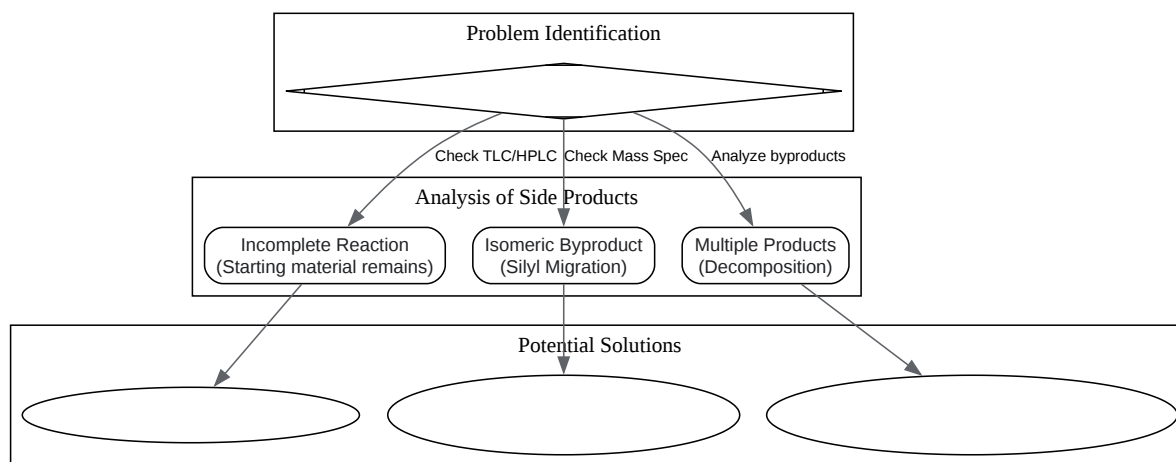 Problem Identification
Check TLC/HPLC
Check Mass Spec
Analyze byproducts
Analysis of Side Products
Incomplete Reaction
(Starting material remains)
Isomeric Byproduct
(Silyl Migration)
Multiple Products
(Decomposition)
Potential Solutions